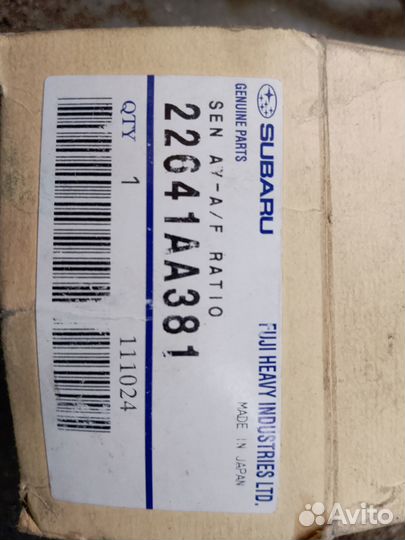 SUBARU
GENUINE PARTS
SEN AY-A/F RATIO
22641AA381
QTY 1
111024
FUJI HEAVY INDUSTRIES LTD.
MADE IN JAPAN
Avito